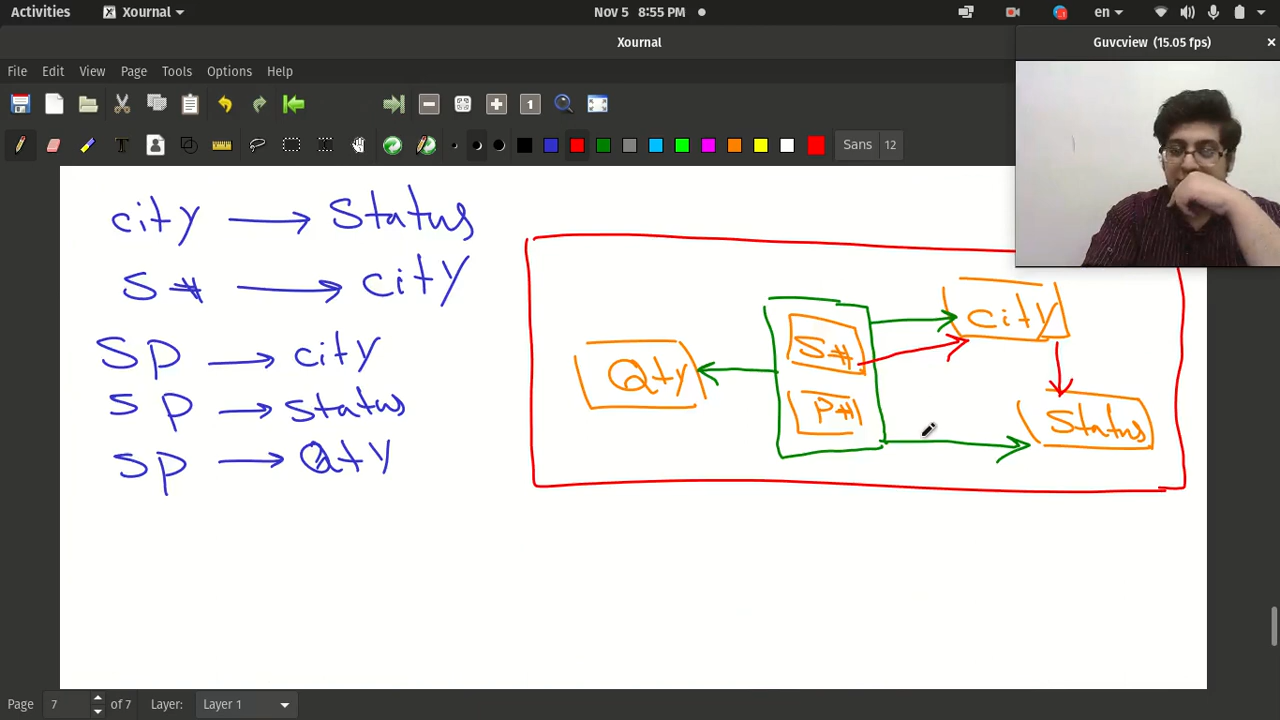 Activities Xournal Nov 5 8:55 PM en
Xournal
Guvcview (15.05 fps)
File Edit View Page Tools Options Help
Sans 12
city → Status
S# → city
SP → city
SP → status
SP → Qty
Qty
S#
P#
city
Status
Page 7 of 7 Layer: Layer 1